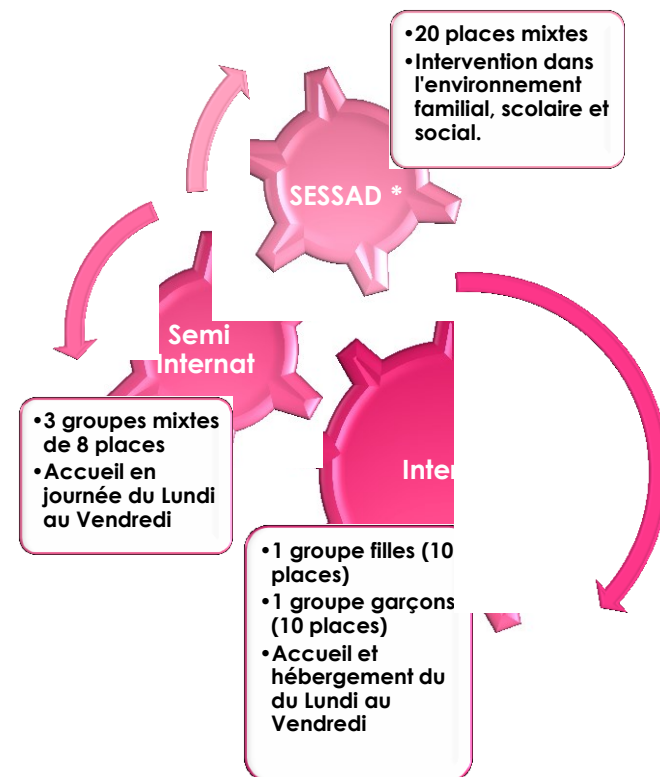 •20 places mixtes
•Intervention dans
l'environnement
familial, scolaire et
social.
SESSAD *
Semi
Internat
•3 groupes mixtes
de 8 places
•Accueil en
journée du Lundi
au Vendredi
Inter
•1 groupe filles (10
places)
•1 groupe garçons
(10 places)
•Accueil et
hébergement du
du Lundi au
Vendredi